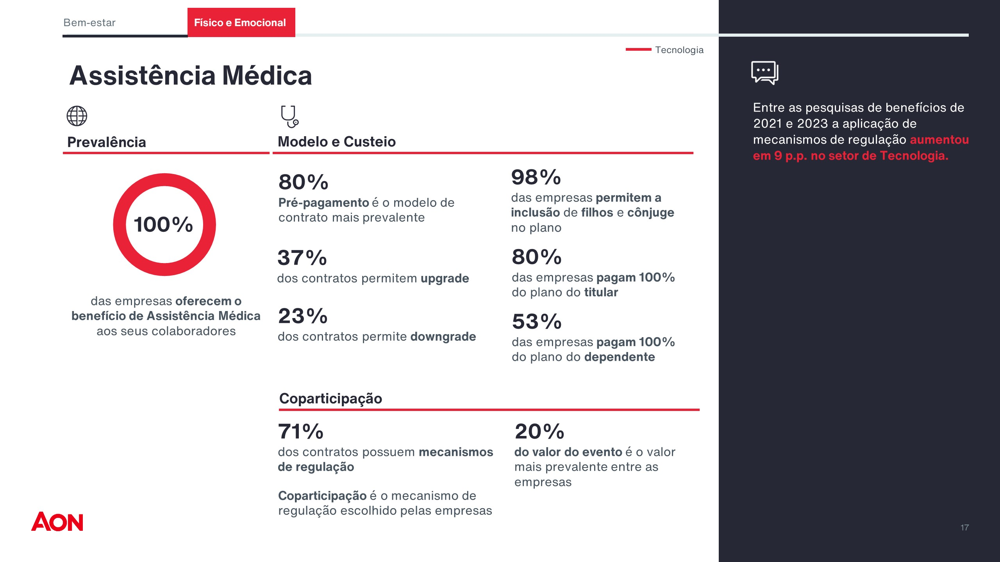 Bem-estar
Físico e Emocional
Tecnologia
Assistência Médica
Prevalência
100%
das empresas oferecem o
benefício de Assistência Médica
aos seus colaboradores
Modelo e Custeio
80%
Pré-pagamento é o modelo de
contrato mais prevalente
37%
dos contratos permitem upgrade
23%
dos contratos permite downgrade
98%
das empresas permitem a
inclusão de filhos e cônjuge
no plano
80%
das empresas pagam 100%
do plano do titular
53%
das empresas pagam 100%
do plano do dependente
Coparticipação
71%
dos contratos possuem mecanismos
de regulação
Coparticipação é o mecanismo de
regulação escolhido pelas empresas
20%
do valor do evento é o valor
mais prevalente entre as
empresas
Entre as pesquisas de benefícios de
2021 e 2023 a aplicação de
mecanismos de regulação aumentou
em 9 p.p. no setor de Tecnologia.
AON
17